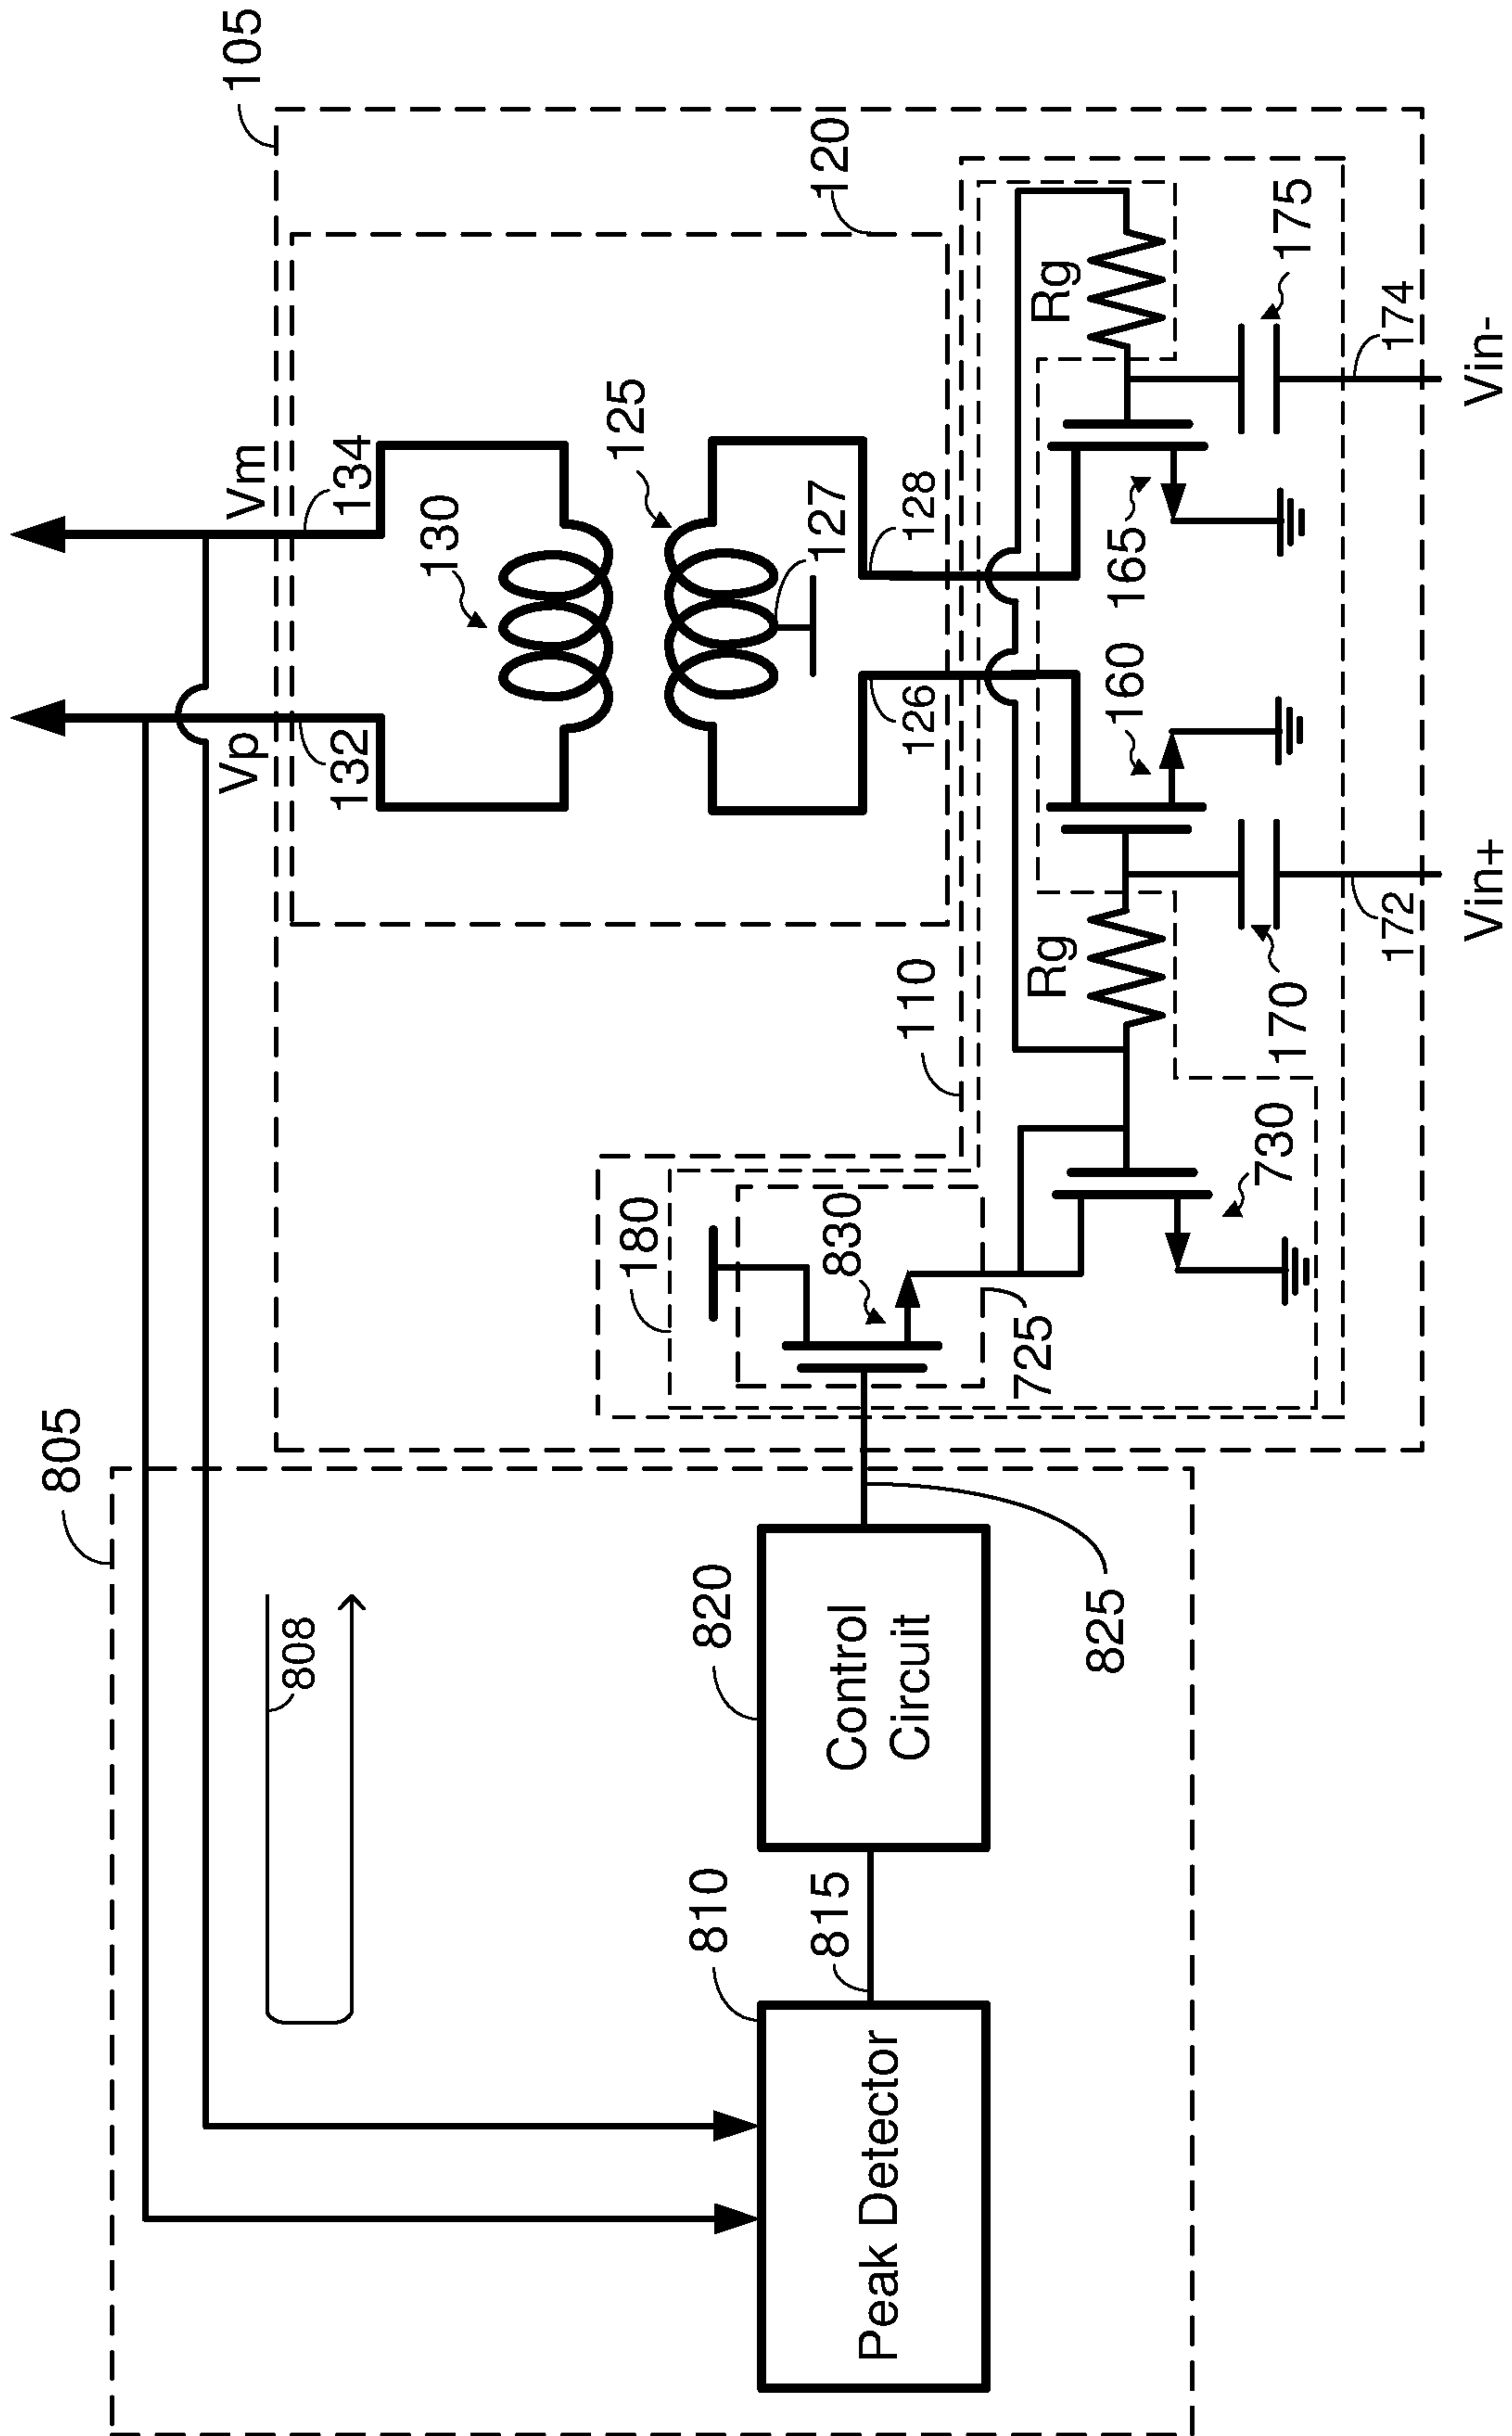 805
105
Vp
Vm
132
134
808
130
120
125
127
180
110
126
128
810
820
830
815
Peak Detector
Control
Circuit
725
825
Rg
Rg
160
165
730
170
175
172
174
Vin+
Vin-